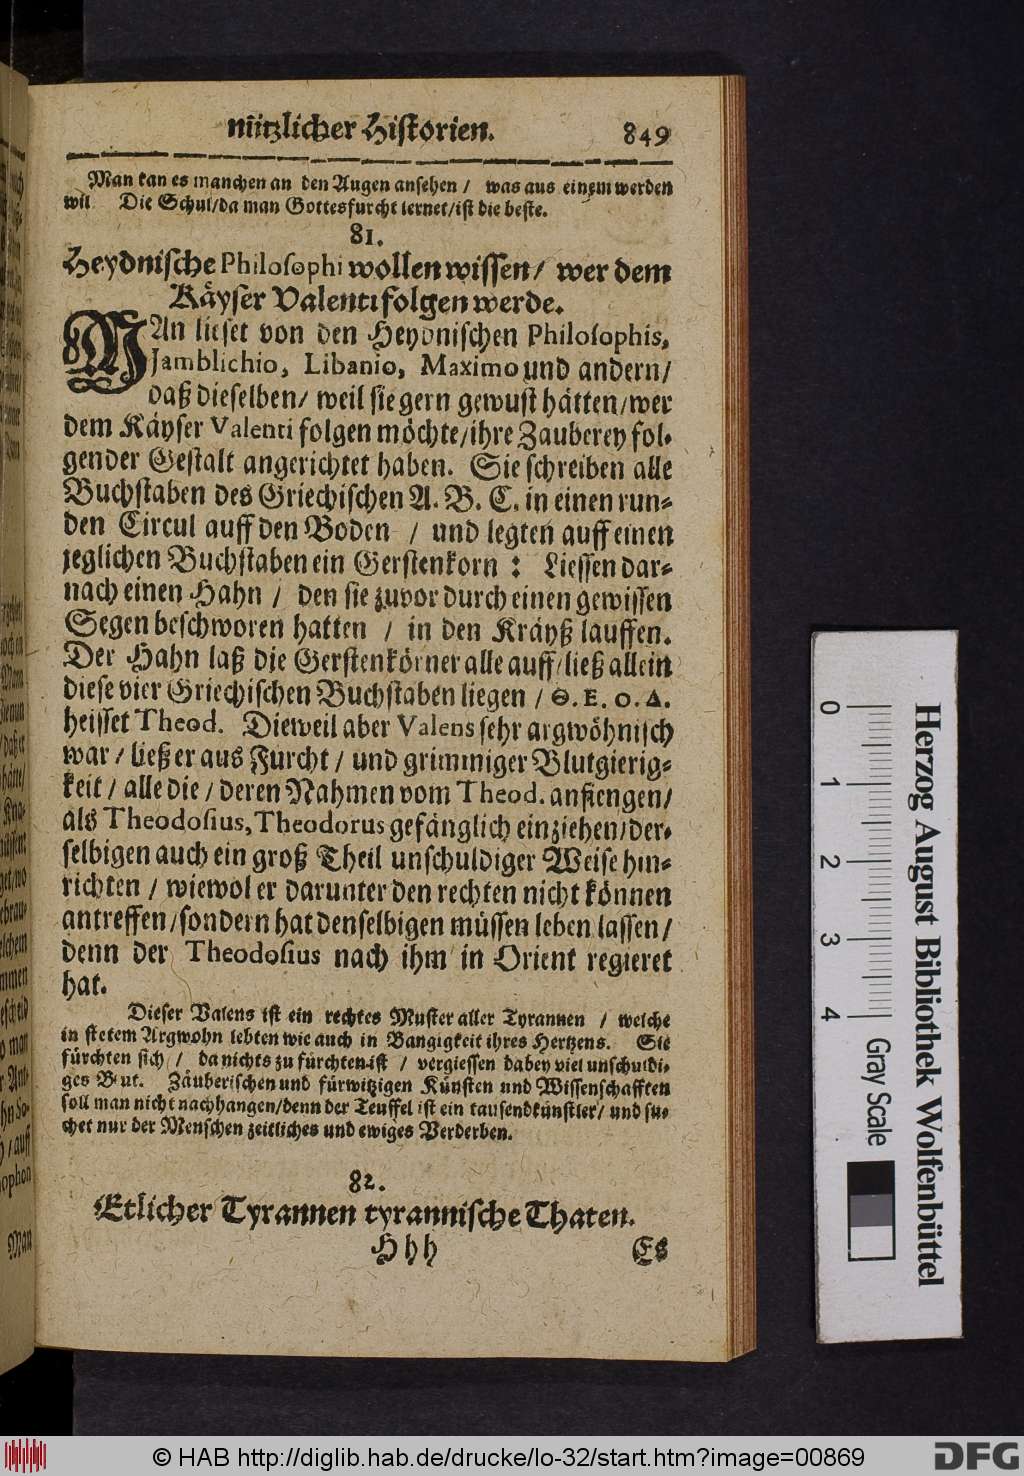 nützlicher Historien. 849
Man kan es manchen an den Augen ansehen / was aus einem werden
wil Die Schul/da man Gottesfurcht lernet/ist die beste.
81.
Heydnische Philosophi wollen wissen/ wer dem
Käyser Valenti folgen werde.
MAn lieset von den Heydnischen Philosophis,
Jamblichio, Libanio, Maximo und andern/
daß dieselben/ weil sie gern gewust hätten/wer
dem Käyser Valenti folgen möchte/ihre Zauberey fol-
gender Gestalt angerichtet haben. Sie schreiben alle
Buchstaben des Griechischen A. B. C. in einen run-
den Circul auff den Boden / und legten auff einen
jeglichen Buchstaben ein Gerstenkorn : Liessen dar-
nach einen Hahn / den sie zuvor durch einen gewissen
Segen beschworen hatten / in den Kräyß lauffen.
Der Hahn laß die Gerstenkörner alle auff/ließ allein
diese vier Griechischen Buchstaben liegen / Θ. E. O. Δ.
heisset Theod. Dieweil aber Valens sehr argwöhnisch
war / ließ er aus Furcht / und grimmiger Blutgierig-
keit / alle die / deren Nahmen vom Theod. anfiengen/
als Theodosius, Theodorus gefänglich einziehen/der-
selbigen auch ein groß Theil unschuldiger Weise hin-
richten / wiewol er darunter den rechten nicht können
antreffen/sondern hat denselbigen müssen leben lassen/
denn der Theodosius nach ihm in Orient regieret
hat.
Dieser Valens ist ein rechtes Muster aller Tyrannen / welche
in stetem Argwohn lebten wie auch in Bangigkeit ihres Hertzens. Sie
fürchten sich / da nichts zu fürchten ist / vergiessen dabey viel unschuldi-
ges Blut. Zäuberischen und fürwitzigen Künsten und Wissenschafften
soll man nicht nachhangen/denn der Teuffel ist ein tausendkünstler/ und su-
chet nur der Menschen zeitliches und ewiges Verderben.
82.
Etlicher Tyrannen tyrannische Thaten.
Hhh Es
0 1 2 3 4
Gray Scale
Herzog August Bibliothek Wolfenbüttel
© HAB http://diglib.hab.de/drucke/lo-32/start.htm?image=00869
DFG